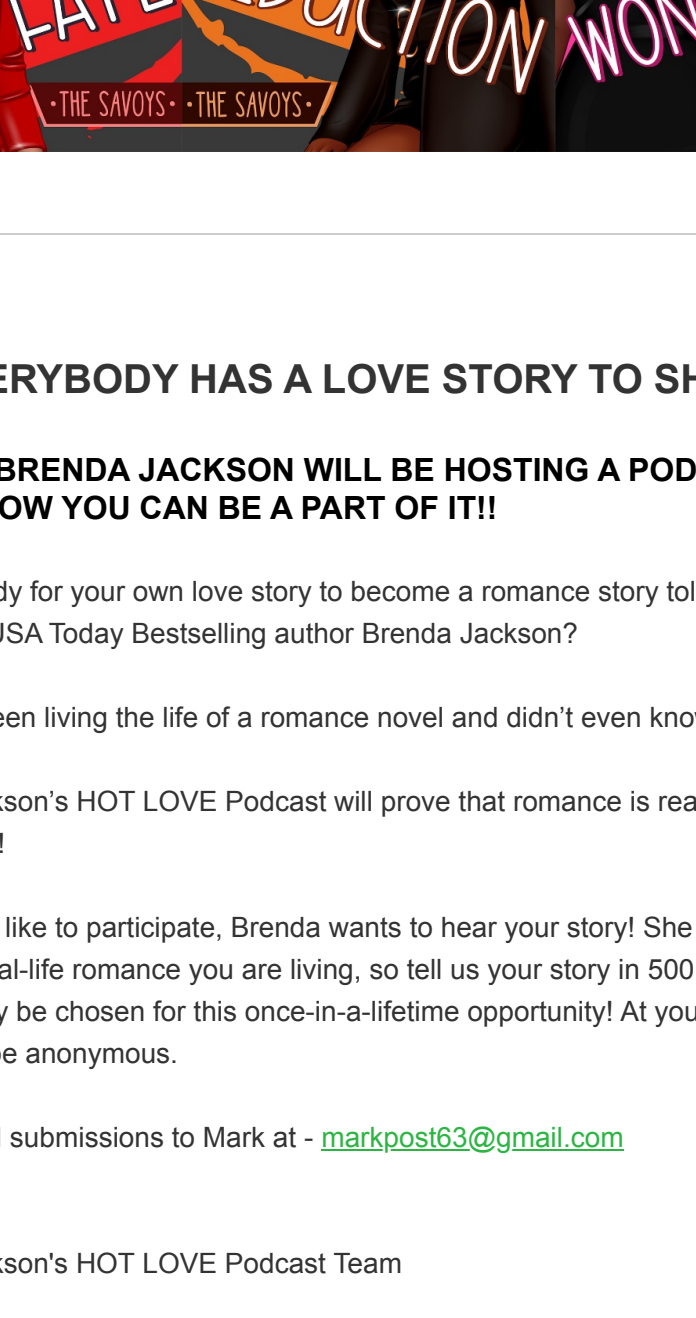 FATE
DUCTION
WON
·THE SAVOYS· ·THE SAVOYS·
ERYBODY HAS A LOVE STORY TO SH
BRENDA JACKSON WILL BE HOSTING A POD
OW YOU CAN BE A PART OF IT!!
dy for your own love story to become a romance story tol
USA Today Bestselling author Brenda Jackson?
een living the life of a romance novel and didn’t even know
kson’s HOT LOVE Podcast will prove that romance is rea
!
like to participate, Brenda wants to hear your story! She
al-life romance you are living, so tell us your story in 500
y be chosen for this once-in-a-lifetime opportunity! At you
be anonymous.
l submissions to Mark at - markpost63@gmail.com
kson's HOT LOVE Podcast Team